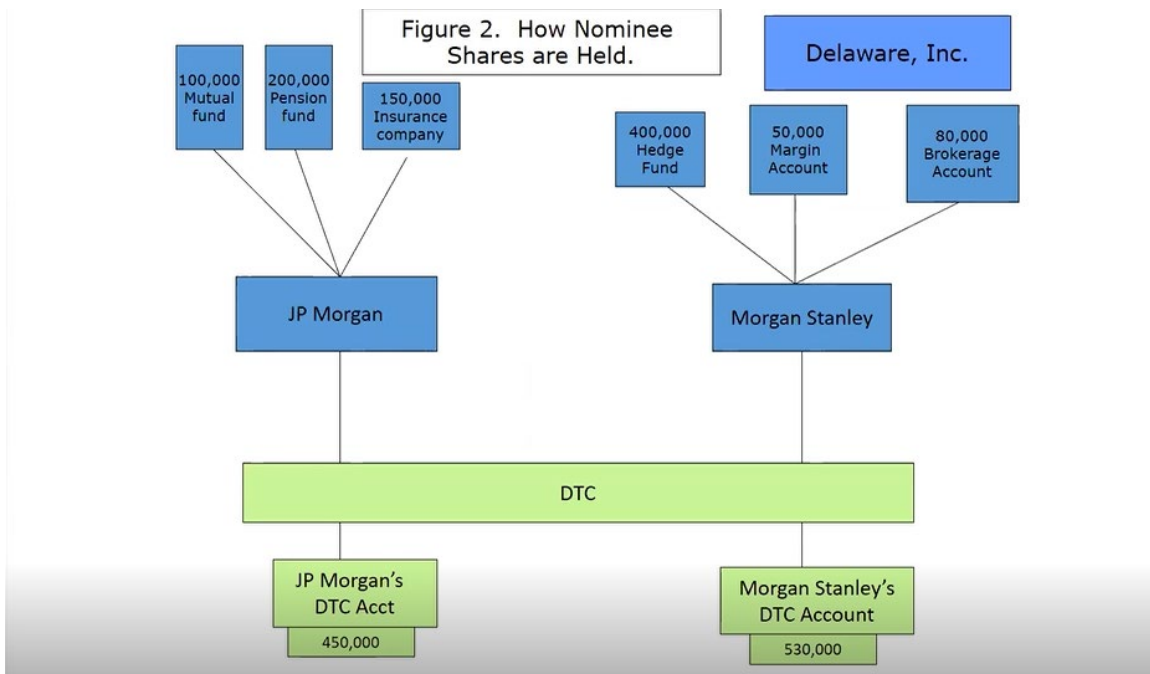 Figure 2.  How Nominee
Shares are Held.
Delaware, Inc.
100,000
Mutual
fund
200,000
Pension
fund
150,000
Insurance
company
400,000
Hedge
Fund
50,000
Margin
Account
80,000
Brokerage
Account
JP Morgan
Morgan Stanley
DTC
JP Morgan’s
DTC Acct
450,000
Morgan Stanley’s
DTC Account
530,000